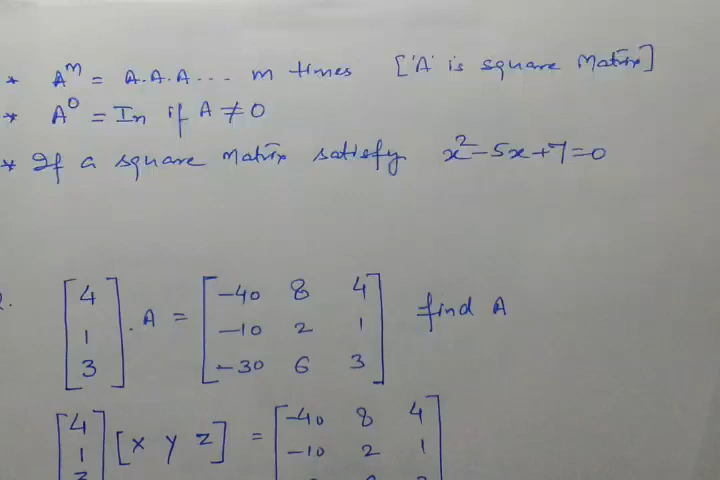 * A^m = A.A.A... m times ['A' is square Matrix]
* A^0 = In if A ≠ 0
* If a square Matrix satisfy x^2-5x+7=0
[4 1 3] . A = [-40 8 4 -10 2 1 -30 6 3] find A
[4 1 3] [x y z] = [-40 8 4 -10 2 1